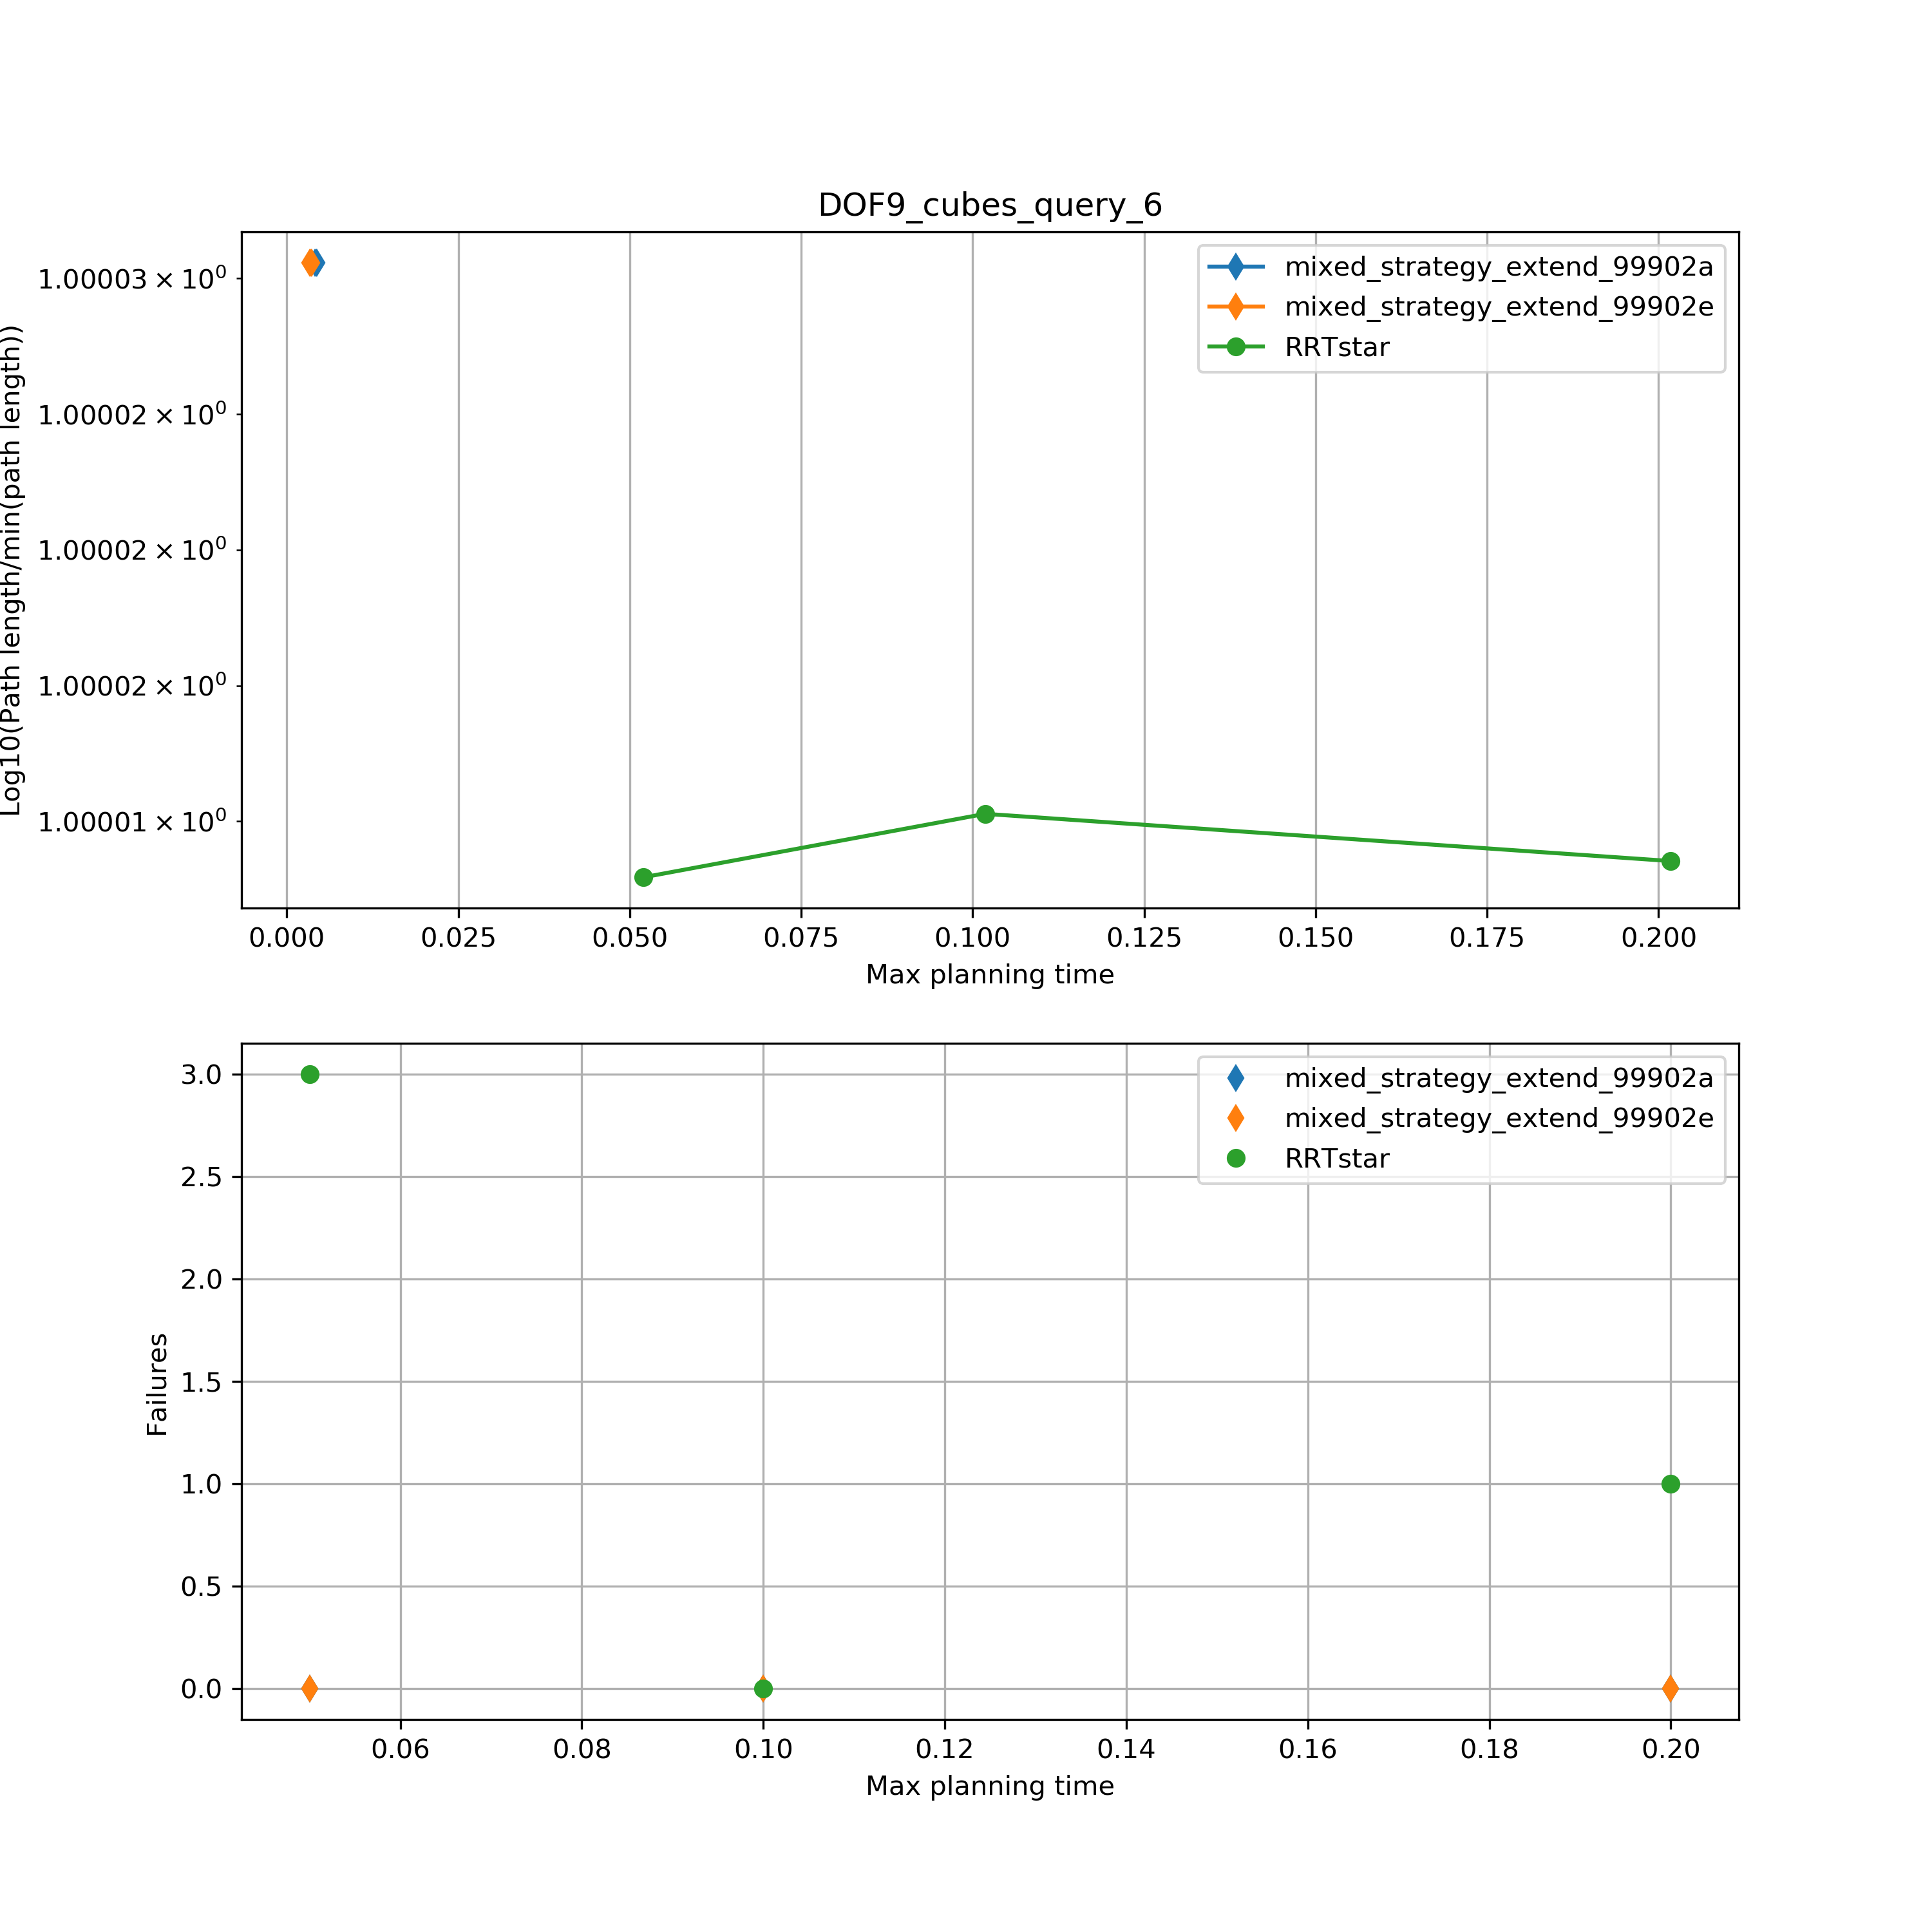 DOF9_cubes_query_6
1.00003 × 10⁰
1.00002 × 10⁰
1.00002 × 10⁰
1.00002 × 10⁰
1.00001 × 10⁰
Log10(Path length/min(path length))
mixed_strategy_extend_99902a
mixed_strategy_extend_99902e
RRTstar
0.000 0.025 0.050 0.075 0.100 0.125 0.150 0.175 0.200
Max planning time
3.0
2.5
2.0
1.5
1.0
0.5
0.0
Failures
mixed_strategy_extend_99902a
mixed_strategy_extend_99902e
RRTstar
0.06 0.08 0.10 0.12 0.14 0.16 0.18 0.20
Max planning time